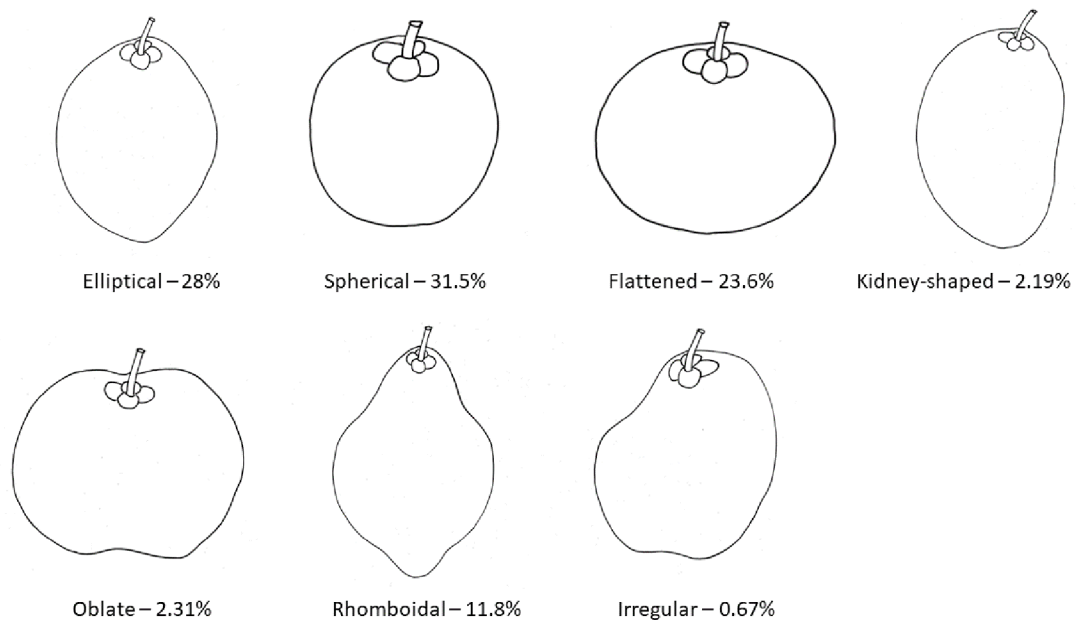 Elliptical – 28%
Spherical – 31.5%
Flattened – 23.6%
Kidney-shaped – 2.19%
Oblate – 2.31%
Rhomboidal – 11.8%
Irregular – 0.67%